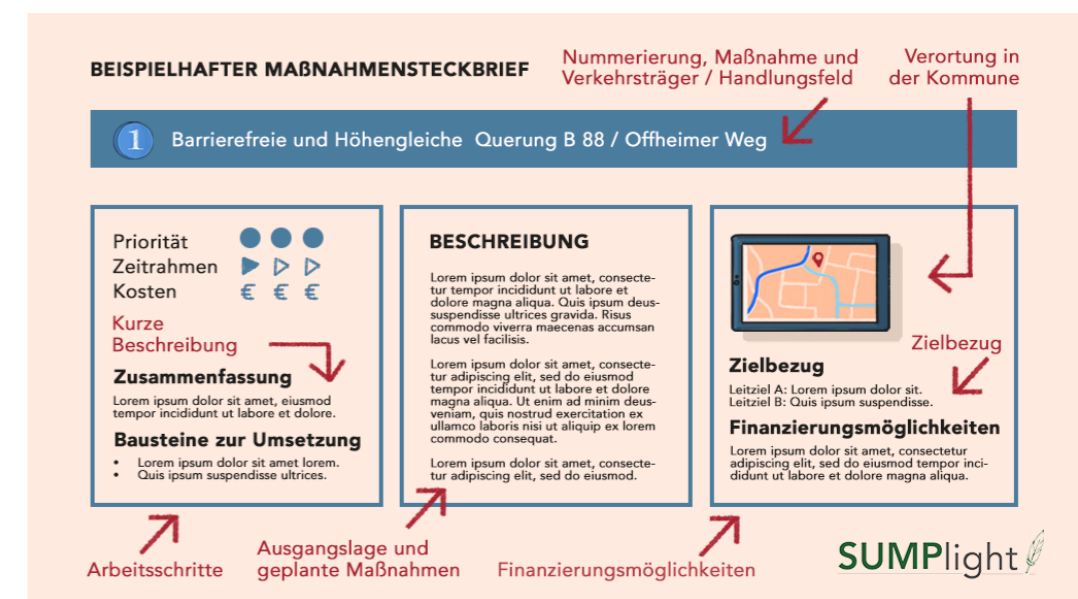 BEISPIELHAFTER MAßNAHMENSTECKBRIEF
Nummerierung, Maßnahme und
Verkehrsträger / Handlungsfeld
Verortung in
der Kommune
1 Barrierefreie und Höhengleiche Querung B 88 / Offheimer Weg
Priorität
Zeitrahmen
Kosten € € €
Kurze
Beschreibung
Zusammenfassung
Lorem ipsum dolor sit amet, eiusmod
tempor incididunt ut labore et dolore.
Bausteine zur Umsetzung
• Lorem ipsum dolor sit amet lorem.
• Quis ipsum suspendisse ultrices.
Arbeitsschritte
BESCHREIBUNG
Lorem ipsum dolor sit amet, consecte-
tur tempor incididunt ut labore et
dolore magna aliqua. Quis ipsum deus-
suspendisse ultrices gravida. Risus
commodo viverra maecenas accumsan
lacus vel facilisis.
Lorem ipsum dolor sit amet, consecte-
tur adipiscing elit, sed do eiusmod
tempor incididunt ut labore et dolore
magna aliqua. Ut enim ad minim deus-
veniam, quis nostrud exercitation ex
ullamco laboris nisi ut aliquip ex lorem
commodo consequat.
Lorem ipsum dolor sit amet, consecte-
tur adipiscing elit, sed do eiusmod.
Ausgangslage und
geplante Maßnahmen
Zielbezug
Zielbezug
Leitziel A: Lorem ipsum dolor sit.
Leitziel B: Quis ipsum suspendisse.
Finanzierungsmöglichkeiten
Lorem ipsum dolor sit amet, consectetur
adipiscing elit, sed do eiusmod tempor inci-
didunt ut labore et dolore magna aliqua.
Finanzierungsmöglichkeiten
SUMPlight